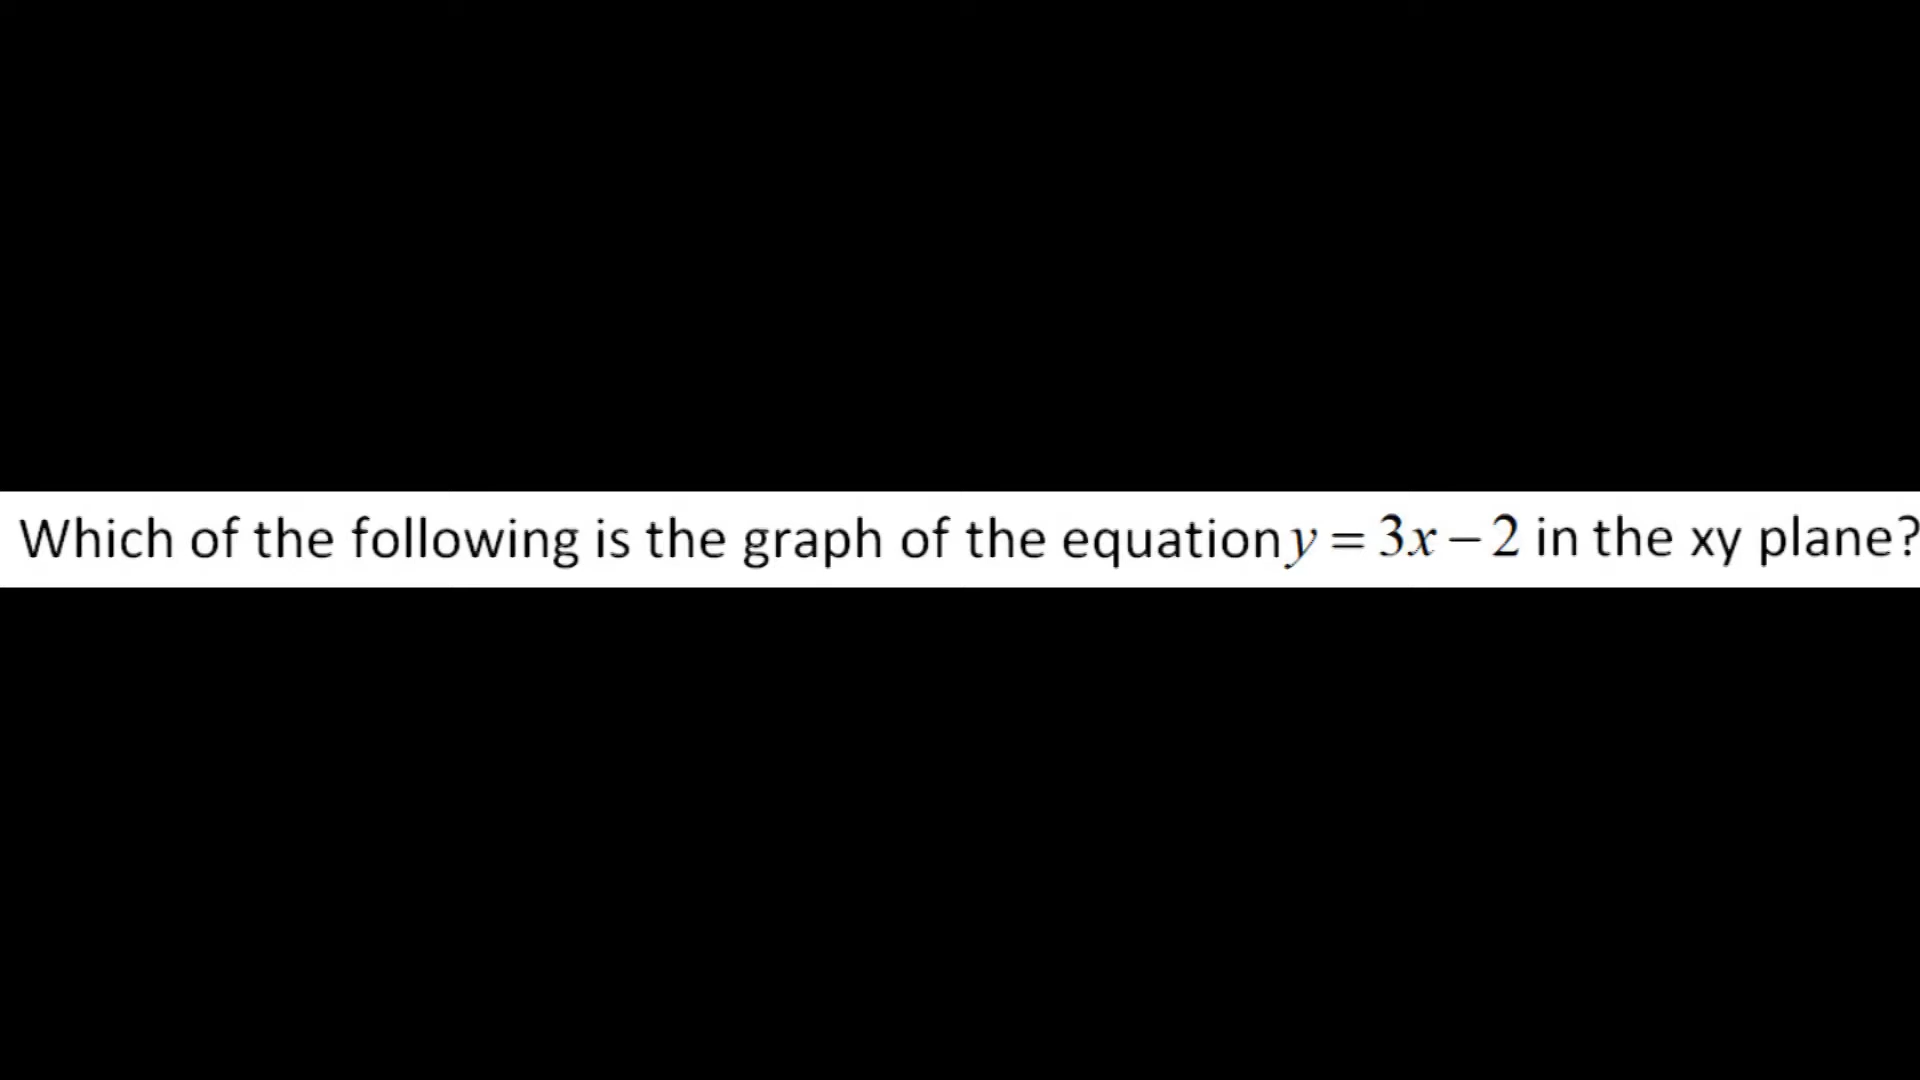 Which of the following is the graph of the equation y = 3x – 2 in the xy plane?